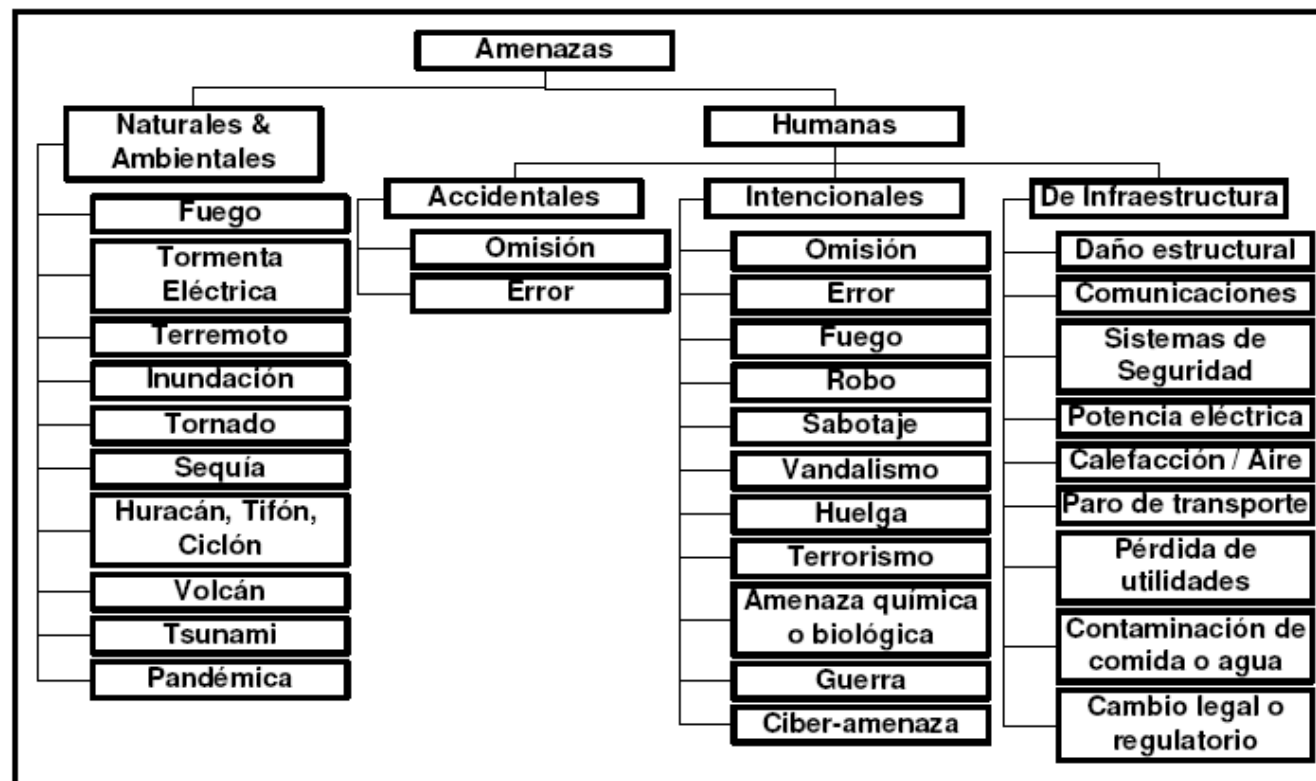 Amenazas
Naturales &
Ambientales
Fuego
Tormenta
Eléctrica
Terremoto
Inundación
Tornado
Sequía
Huracán, Tifón,
Ciclón
Volcán
Tsunami
Pandémica
Humanas
Accidentales
Omisión
Error
Intencionales
Omisión
Error
Fuego
Robo
Sabotaje
Vandalismo
Huelga
Terrorismo
Amenaza química
o biológica
Guerra
Ciber-amenaza
De Infraestructura
Daño estructural
Comunicaciones
Sistemas de
Seguridad
Potencia eléctrica
Calefacción / Aire
Paro de transporte
Pérdida de
utilidades
Contaminación de
comida o agua
Cambio legal o
regulatorio